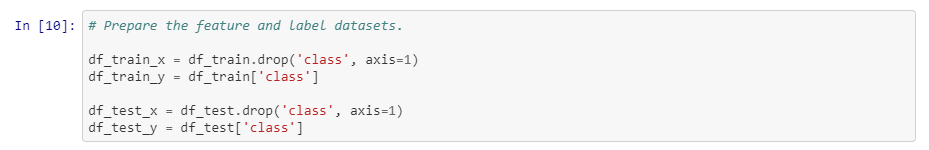 In [10]: # Prepare the feature and label datasets.
df_train_x = df_train.drop('class', axis=1)
df_train_y = df_train['class']
df_test_x = df_test.drop('class', axis=1)
df_test_y = df_test['class']